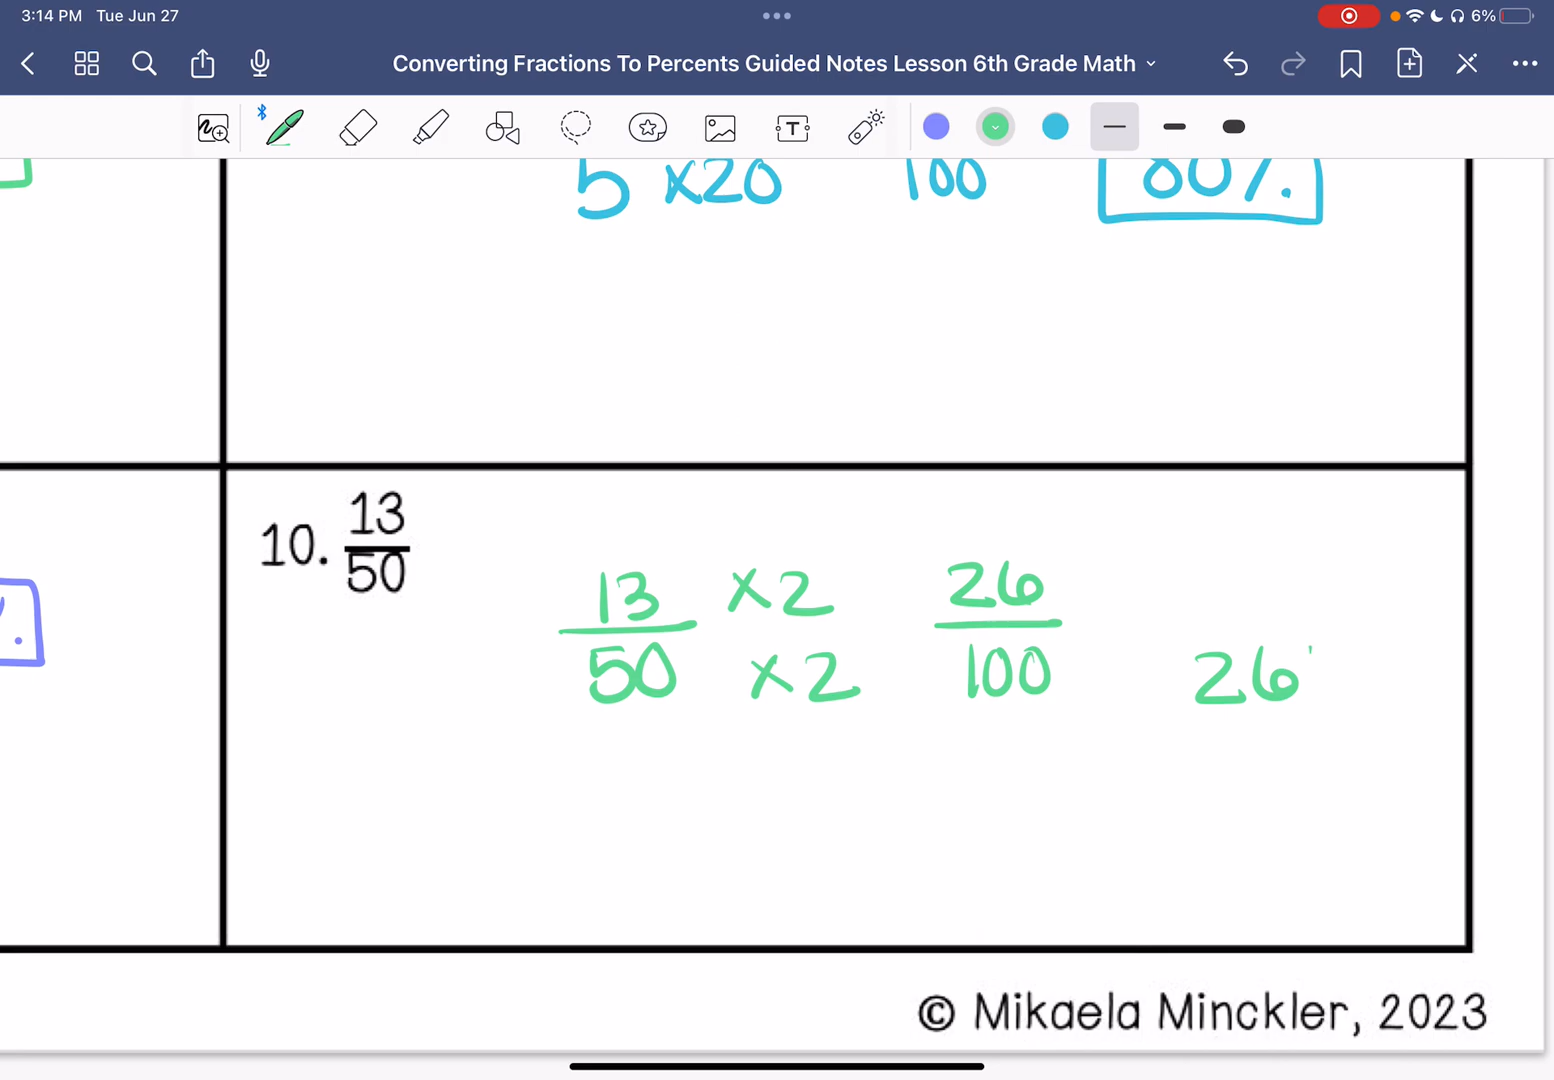 3:14 PM Tue Jun 27
6%
Converting Fractions To Percents Guided Notes Lesson 6th Grade Math
T
5 x20 100 80%.
10. 13/50
13 x2 26
50 x2 100 26
© Mikaela Minckler, 2023